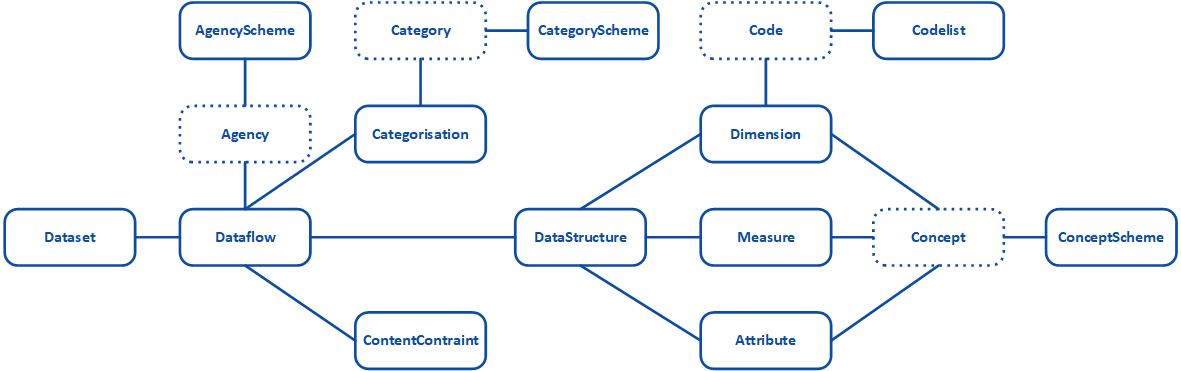 AgencyScheme
Category
CategoryScheme
Code
Codelist
Agency
Categorisation
Dimension
Dataset
Dataflow
DataStructure
Measure
Concept
ConceptScheme
ContentContraint
Attribute